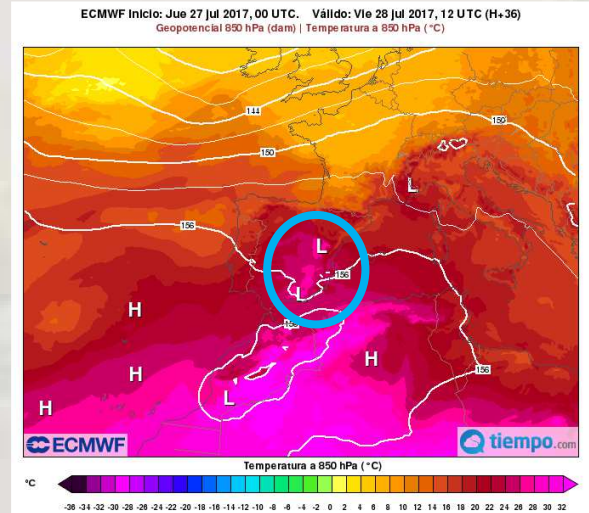 ECMWF Inicio: Jue 27 jul 2017, 00 UTC. Válido: Vie 28 jul 2017, 12 UTC (H+36)
Geopotencial 850 hPa (dam) | Temperatura a 850 hPa (°C)
144
150
150
L
156
L
156
L
H
156
H
H
156
L
H
ECMWF
tiempo.com
Temperatura a 850 hPa (°C)
°C
-36 -34 -32 -30 -28 -26 -24 -22 -20 -18 -16 -14 -12 -10 -8 -6 -4 -2 0 2 4 6 8 10 12 14 16 18 20 22 24 26 28 30 32